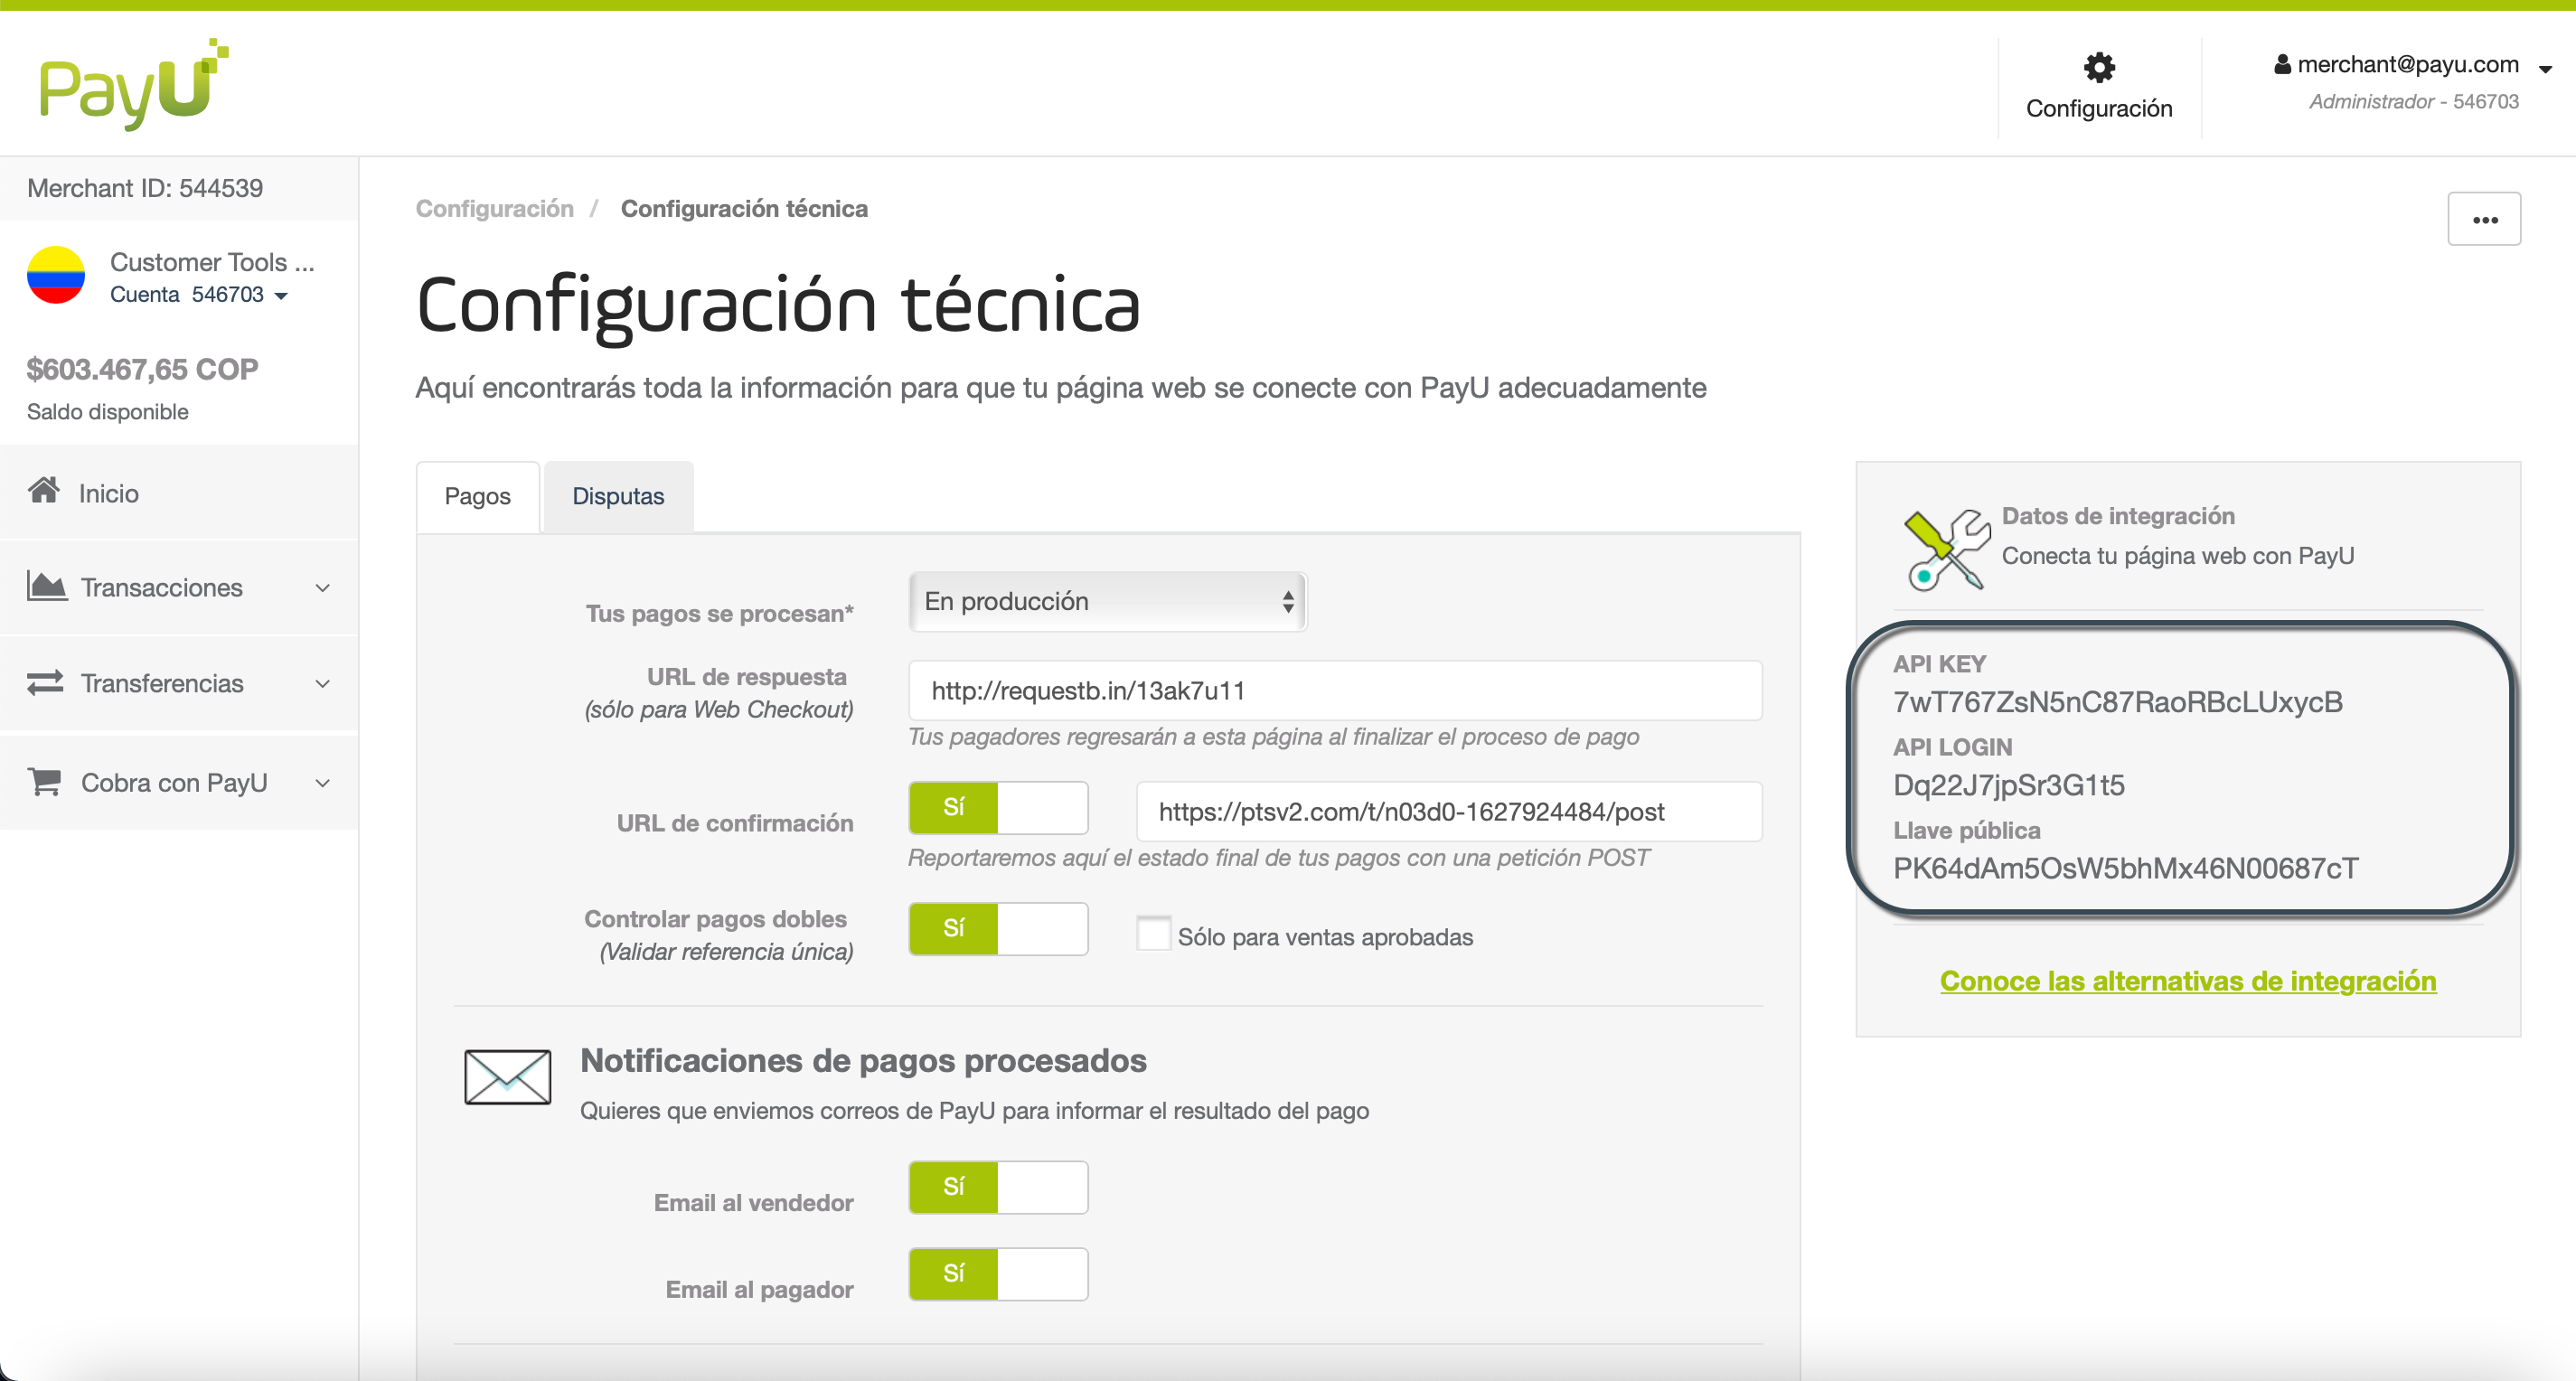 PayU
Configuración
merchant@payu.com
Administrador - 546703
Merchant ID: 544539
Customer Tools ...
Cuenta 546703
$603.467,65 COP
Saldo disponible
Inicio
Transacciones
Transferencias
Cobra con PayU
Configuración / Configuración técnica
...
Configuración técnica
Aquí encontrarás toda la información para que tu página web se conecte con PayU adecuadamente
Pagos
Disputas
Tus pagos se procesan*
En producción
URL de respuesta
(sólo para Web Checkout)
http://requestb.in/13ak7u11
Tus pagadores regresarán a esta página al finalizar el proceso de pago
URL de confirmación
Sí
https://ptsv2.com/t/n03d0-1627924484/post
Reportaremos aquí el estado final de tus pagos con una petición POST
Controlar pagos dobles
(Validar referencia única)
Sí
Sólo para ventas aprobadas
Notificaciones de pagos procesados
Quieres que enviemos correos de PayU para informar el resultado del pago
Email al vendedor
Sí
Email al pagador
Sí
Datos de integración
Conecta tu página web con PayU
API KEY
7wT767ZsN5nC87RaoRBcLUxycB
API LOGIN
Dq22J7jpSr3G1t5
Llave pública
PK64dAm5OsW5bhMx46N00687cT
Conoce las alternativas de integración